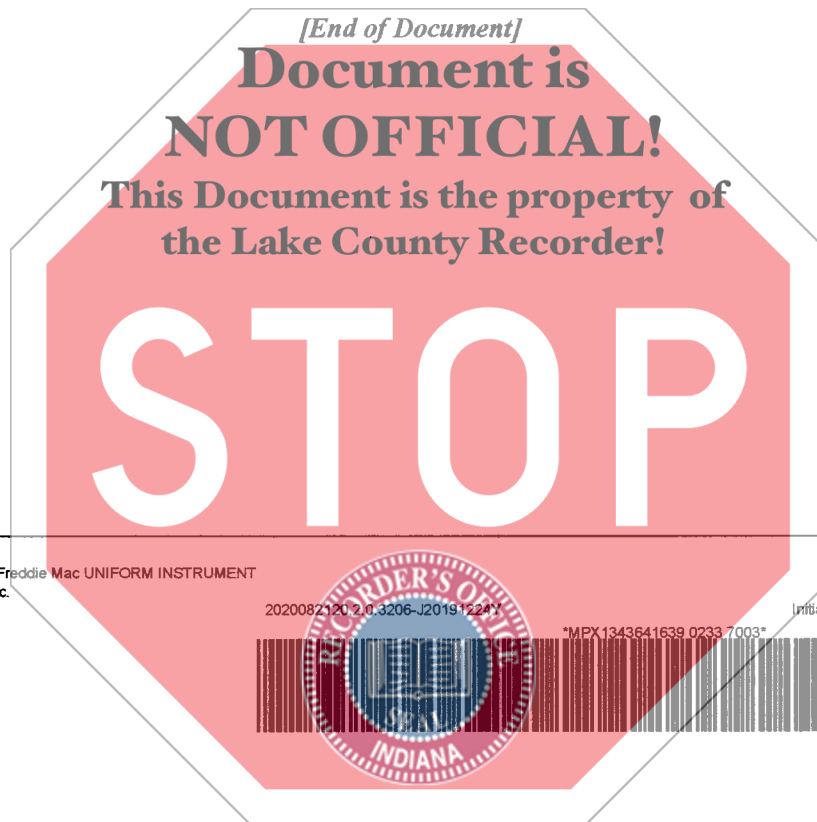 [End of Document]
Document is
NOT OFFICIAL!
This Document is the property of
the Lake County Recorder!
STOP
Freddie Mac UNIFORM INSTRUMENT
c.
2020082120.2.0.3206-J20191224Y
Initia
*MPX1343641639 0233 7003*
RECORDER'S OFFICE
SEAL
INDIANA